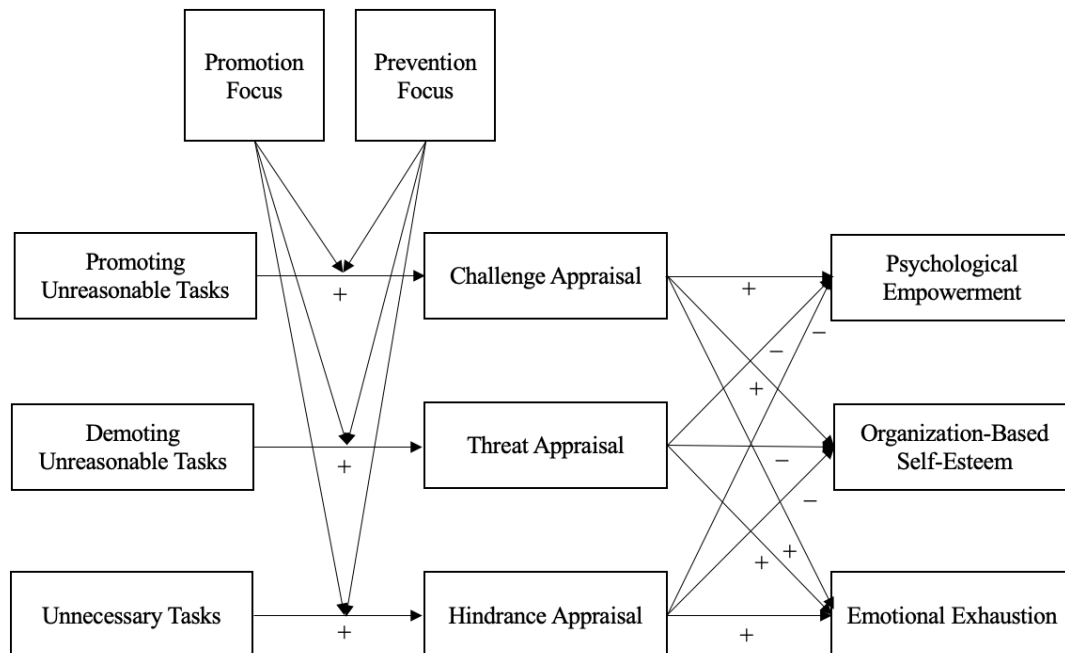 Promotion
Focus
Prevention
Focus
Promoting
Unreasonable Tasks
+
Challenge Appraisal
+
Psychological
Empowerment
−
−
+
Demoting
Unreasonable Tasks
+
Threat Appraisal
−
Organization-Based
Self-Esteem
−
+
+
Unnecessary Tasks
+
Hindrance Appraisal
+
Emotional Exhaustion